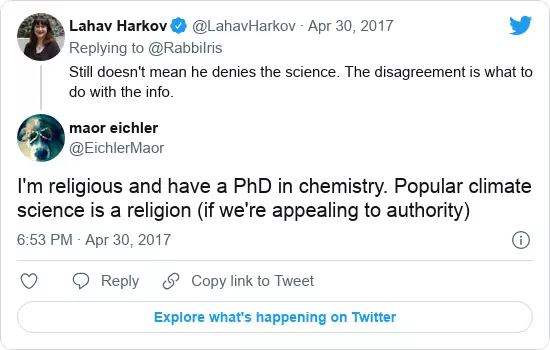 Lahav Harkov @LahavHarkov · Apr 30, 2017
Replying to @RabbiIris
Still doesn't mean he denies the science. The disagreement is what to
do with the info.
maor eichler
@EichlerMaor
I'm religious and have a PhD in chemistry. Popular climate
science is a religion (if we're appealing to authority)
6:53 PM · Apr 30, 2017
Reply Copy link to Tweet
Explore what's happening on Twitter